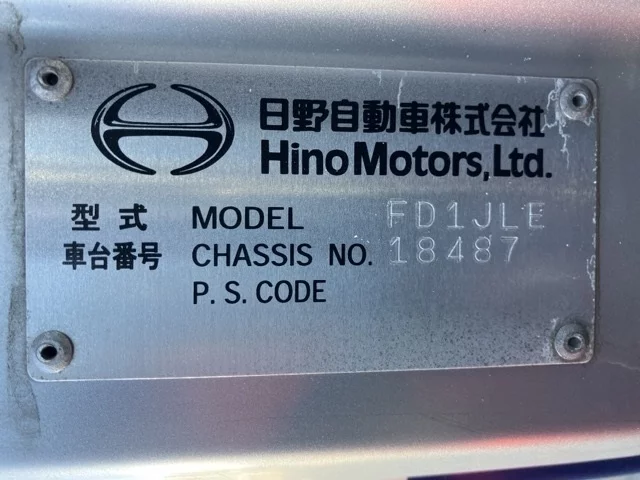 日野自動車株式会社
Hino Motors, Ltd.
型式 MODEL FD1JLE
車台番号 CHASSIS NO. 18487
P.S.CODE